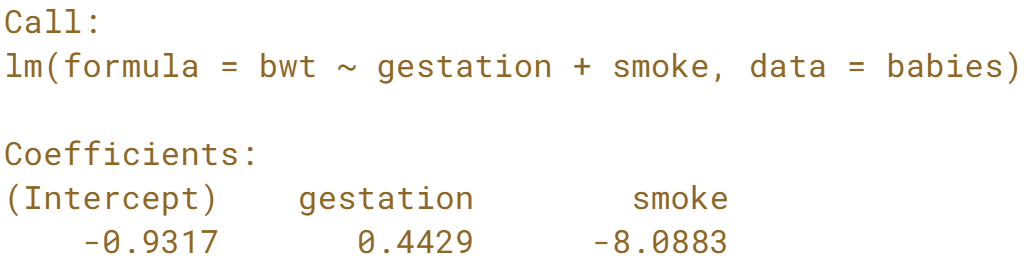 Call:
lm(formula = bwt ~ gestation + smoke, data = babies)
Coefficients:
(Intercept) gestation smoke
-0.9317 0.4429 -8.0883